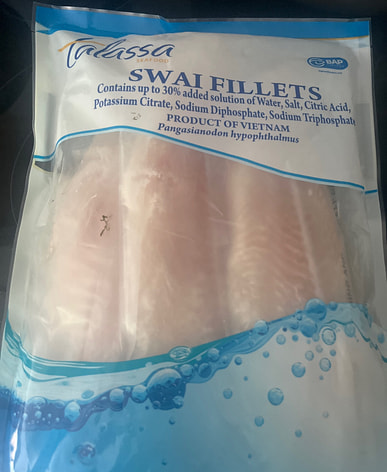 Talassa
SEAFOOD
BAP
SWAI FILLETS
Contains up to 30% added solution of Water, Salt, Citric Acid,
Potassium Citrate, Sodium Diphosphate, Sodium Triphosphate
PRODUCT OF VIETNAM
Pangasianodon hypophthalmus